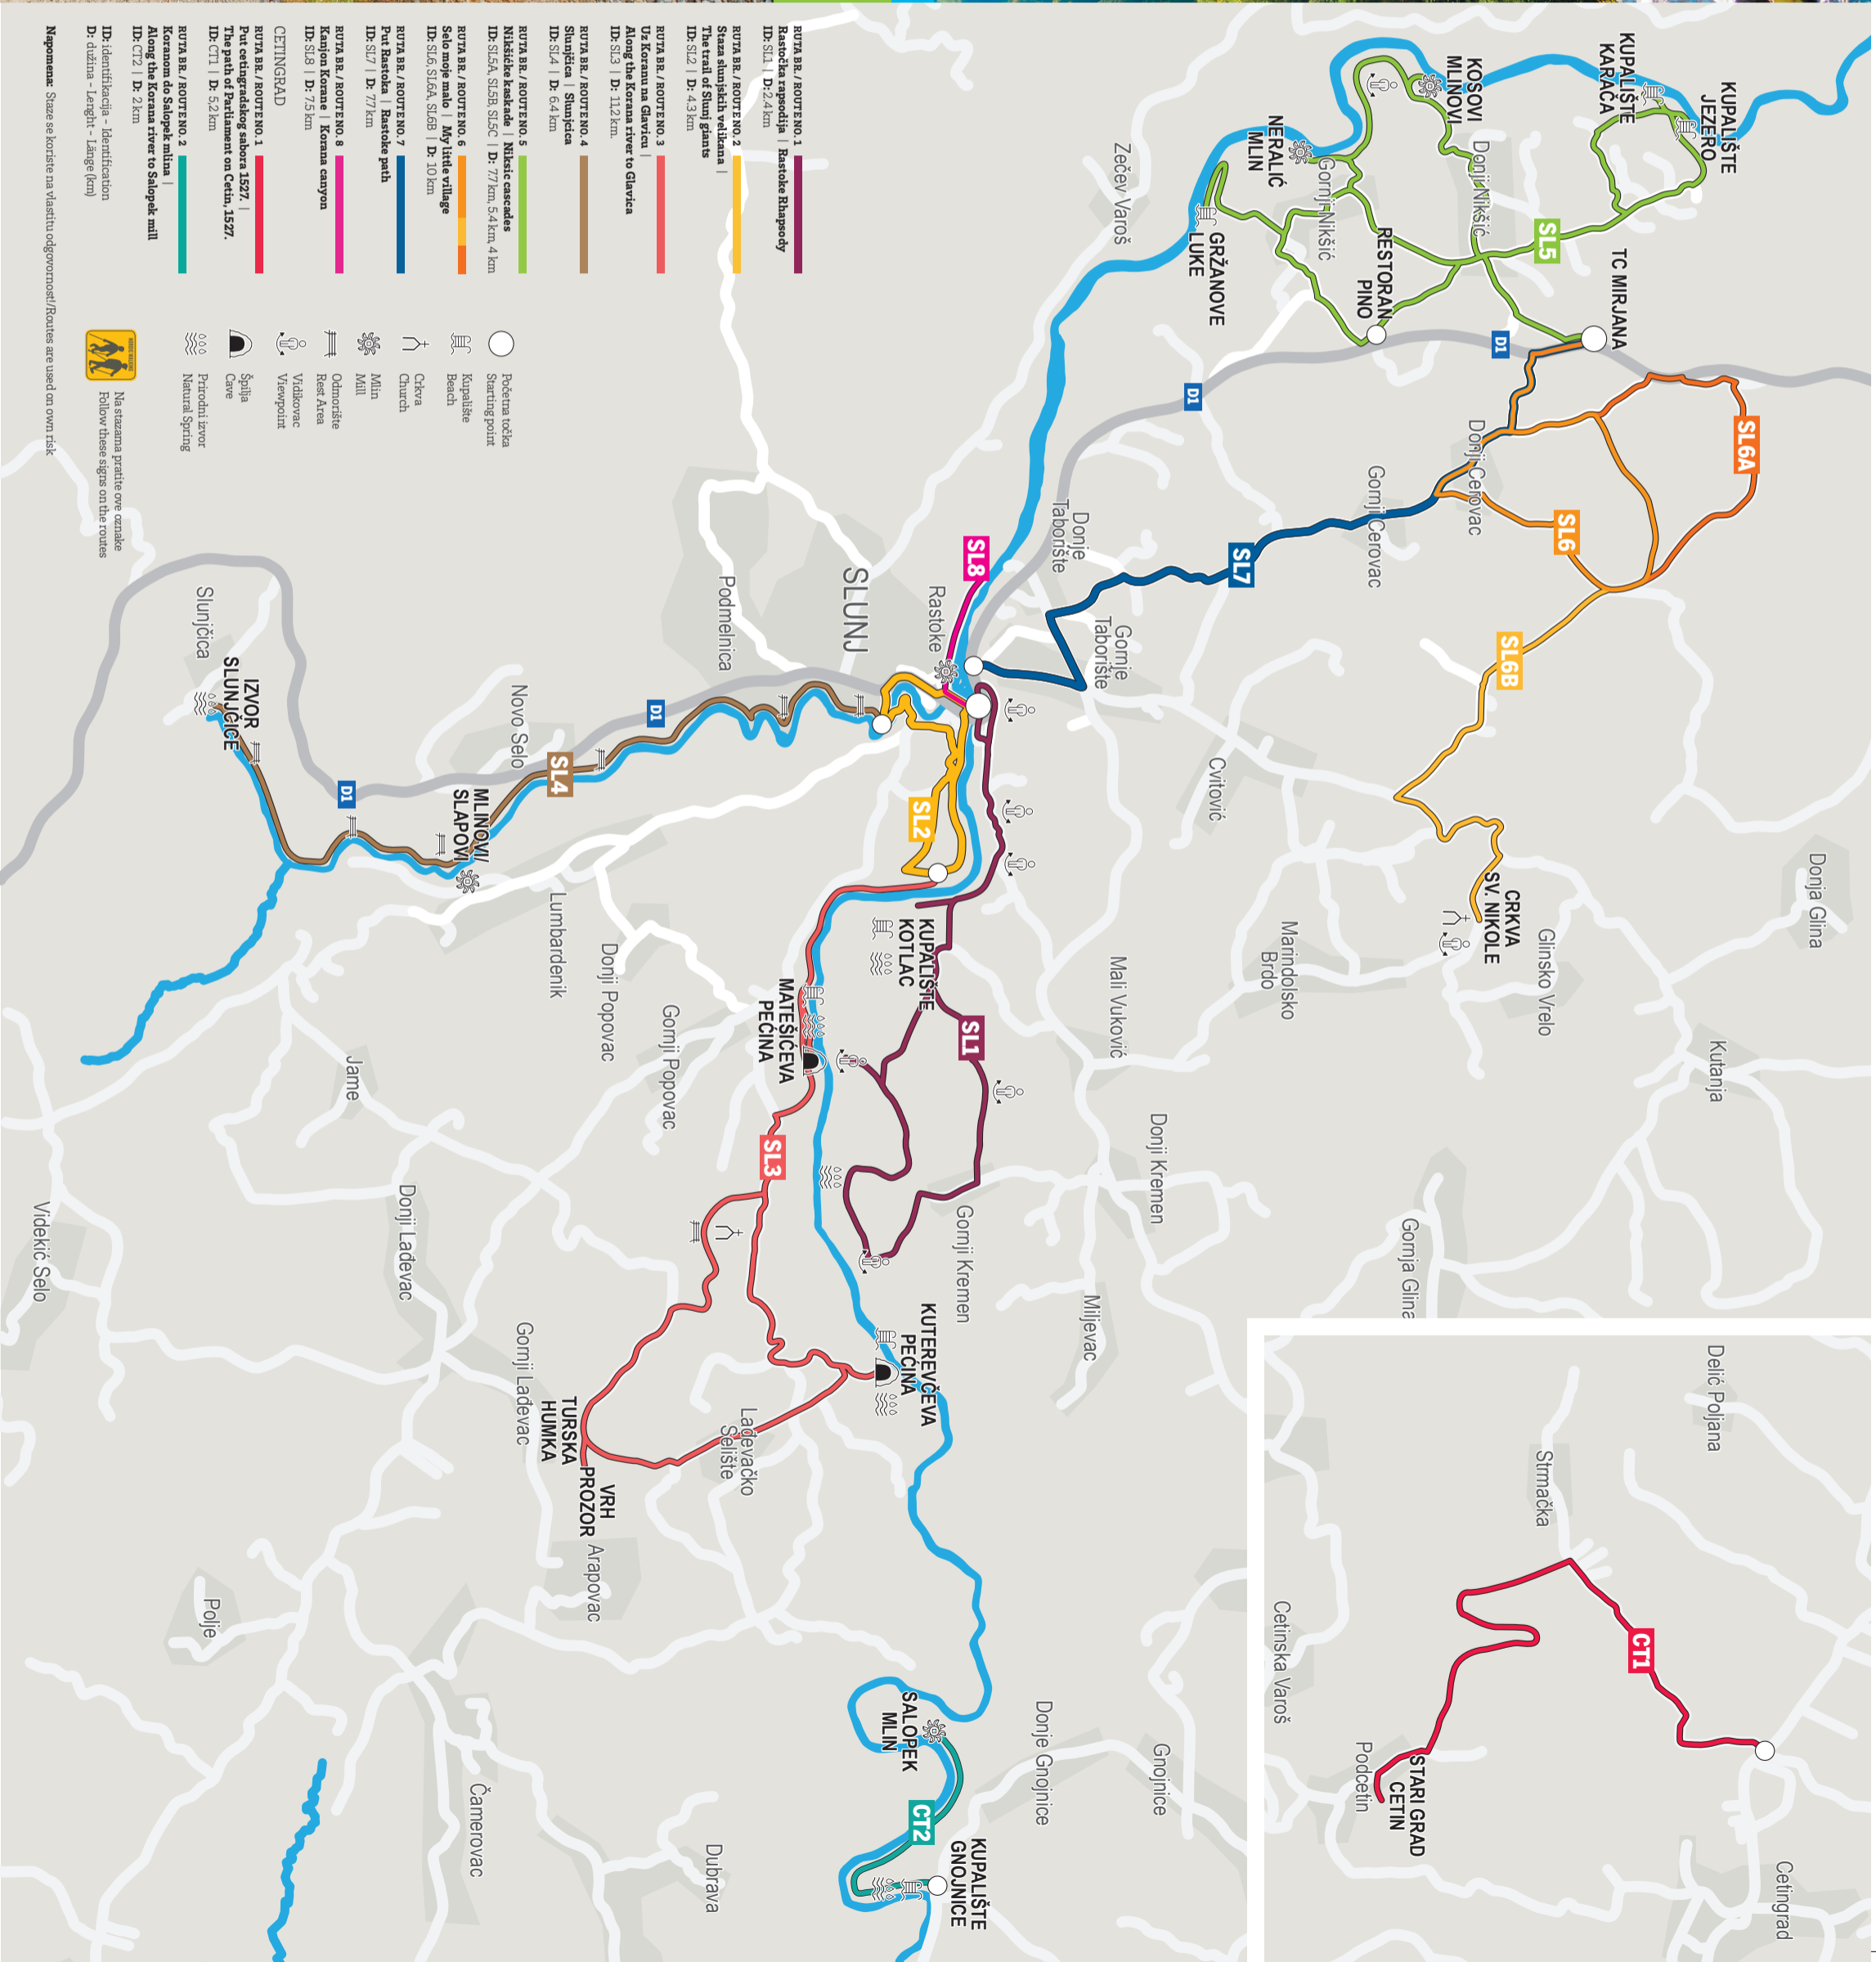 RUTA BR. / ROUTE NO. 1
Rastočka rapsodija | Rastoke Rhapsody
ID: SL1 | D: 2,4 km
RUTA BR. / ROUTE NO. 2
Staza slunjskih velikana |
The trail of Slunj giants
ID: SL2 | D: 4,3 km
RUTA BR. / ROUTE NO. 3
Uz Koranu na Glavicu |
Along the Korana river to Glavica
ID: SL3 | D: 11,2 km
RUTA BR. / ROUTE NO. 4
Slunjčica | Slunjcica
ID: SL4 | D: 6.4 km
RUTA BR. / ROUTE NO. 5
Nikšićke kaskade | Niksic cascades
ID: SL5A, SL5B, SL5C | D: 7,7 km, 5.4 km, 4 km
RUTA BR. / ROUTE NO. 6
Selo moje malo | My little village
ID: SL6, SL6A, SL6B | D: 10 km
RUTA BR. / ROUTE NO. 7
Put Rastoka | Rastoke path
ID: SL7 | D: 7,7 km
RUTA BR. / ROUTE NO. 8
Kanjon Korane | Korana canyon
ID: SL8 | D: 7.5 km
CETINGRAD
RUTA BR. / ROUTE NO. 1
Put cetingradskog sabora 1527. |
The path of Parliament on Cetin, 1527.
ID: CT1 | D: 5,2 km
RUTA BR. / ROUTE NO. 2
Koranom do Salopek mlina |
Along the Korana river to Salopek mill
ID: CT2 | D: 2 km
ID: identifikacija - Identification
D: dužina - Lenght - Länge (km)
Napomena: Staze se koriste na vlastitu odgovornost!/Routes are used on own risk
Početna točka
Starting point
Kupalište
Beach
Crkva
Church
Mlin
Mill
Odmorište
Rest Area
Vidikovac
Viewpoint
Špilja
Cave
Prirodni izvor
Natural Spring
Na stazama pratite ove oznake
Follow these signs on the routes
KUPALIŠTE
JEZERO
KUPALIŠTE
KARAČA
KOSOVI
MLINOVI
Donji Nikšić
SL5
TC MIRJANA
NERALIĆ
MLIN
Gornji Nikšić
RESTORAN
PINO
GRŽANOVE
LUKE
Zečev Varoš
D1
D1
SL6A
Donji Cerovac
Gornji Cerovac
SL6
SL7
SL6B
Donje
Taborište
Gornje
Taborište
SL8
Rastoke
SLUNJ
Podmelnica
Cvitović
CRKVA
SV. NIKOLE
Glinsko Vrelo
Donja Glina
Marindolsko
Brdo
Mali Vuković
Kutanja
Slunjčica
IZVOR
SLUNJČICE
Novo Selo
D1
D1
SL4
MLINOVI/
SLAPOVI
SL2
Lumbardenik
Donji Popovac
Gornji Popovac
Jame
KUPALIŠTE
KOTLAC
MATEŠIĆEVA
PEĆINA
SL1
SL3
Donji Kremen
Gornji Kremen
Miljevac
Gornja Glina
Donji Lađevac
Videkić Selo
Gornji Lađevac
KUTEREVČEVA
PEĆINA
TURSKA
HUMKA
VRH
PROZOR
Lađevačko
Selište
Arapovac
Polje
SALOPEK
MLIN
CT2
KUPALIŠTE
GNOJNICE
Donje Gnojnice
Gnojnice
Čamerovac
Dubrava
Delić Poljana
Strmačka
CT1
Cetinska Varoš
Podcetin
STARI GRAD
CETIN
Cetingrad